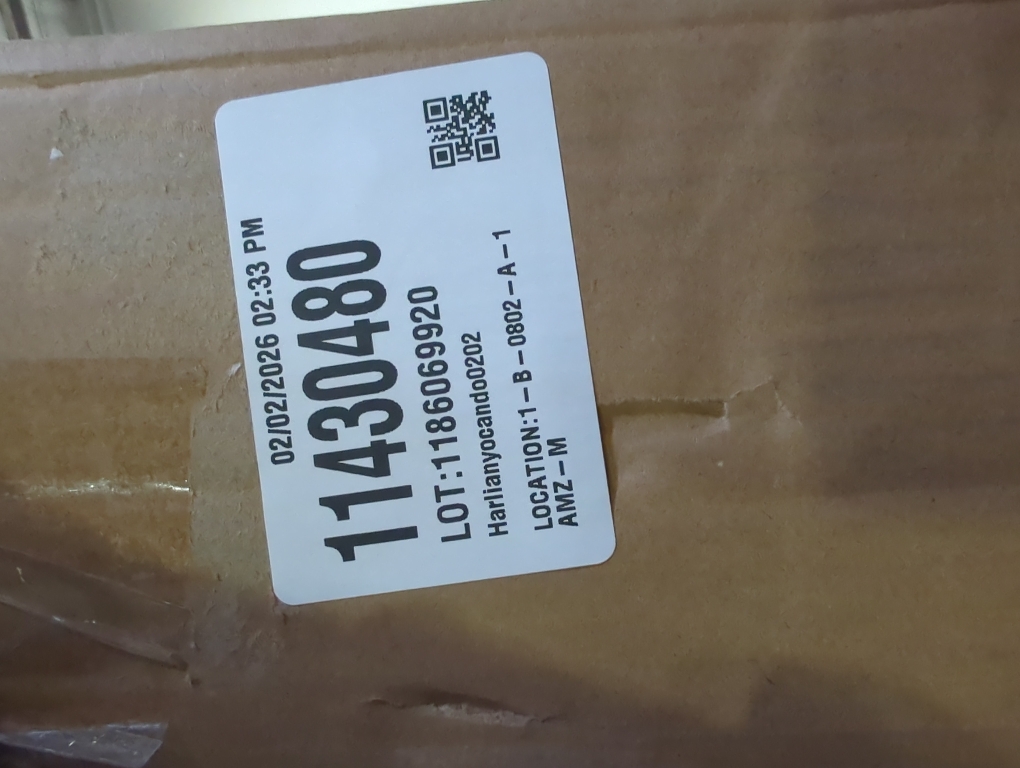 02/02/2026 02:33 PM
11430480
LOT:1186069920
Harlianyocando0202
LOCATION:1-B-0802-A-1
AMZ-M